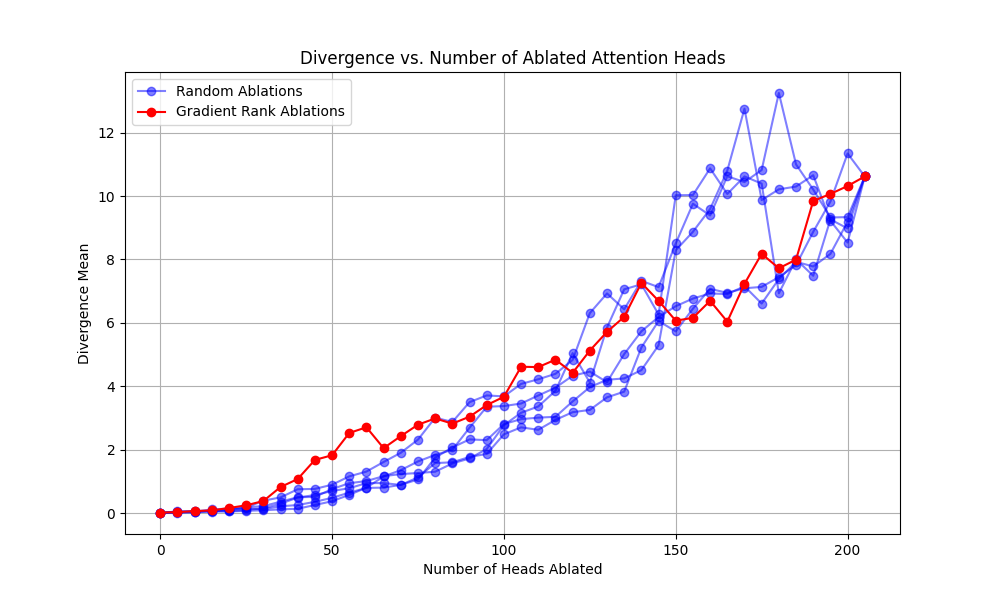 Divergence vs. Number of Ablated Attention Heads
Random Ablations
Gradient Rank Ablations
Divergence Mean
12
10
8
6
4
2
0
0 50 100 150 200
Number of Heads Ablated